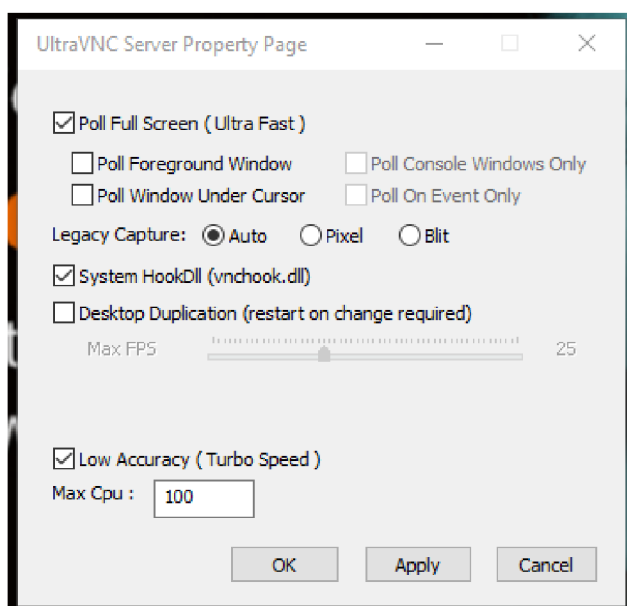 UltraVNC Server Property Page
Poll Full Screen ( Ultra Fast )
Poll Foreground Window Poll Console Windows Only
Poll Window Under Cursor Poll On Event Only
Legacy Capture: Auto Pixel Blit
System HookDll (vnchook.dll)
Desktop Duplication (restart on change required)
Max FPS 25
Low Accuracy ( Turbo Speed )
Max Cpu : 100
OK Apply Cancel